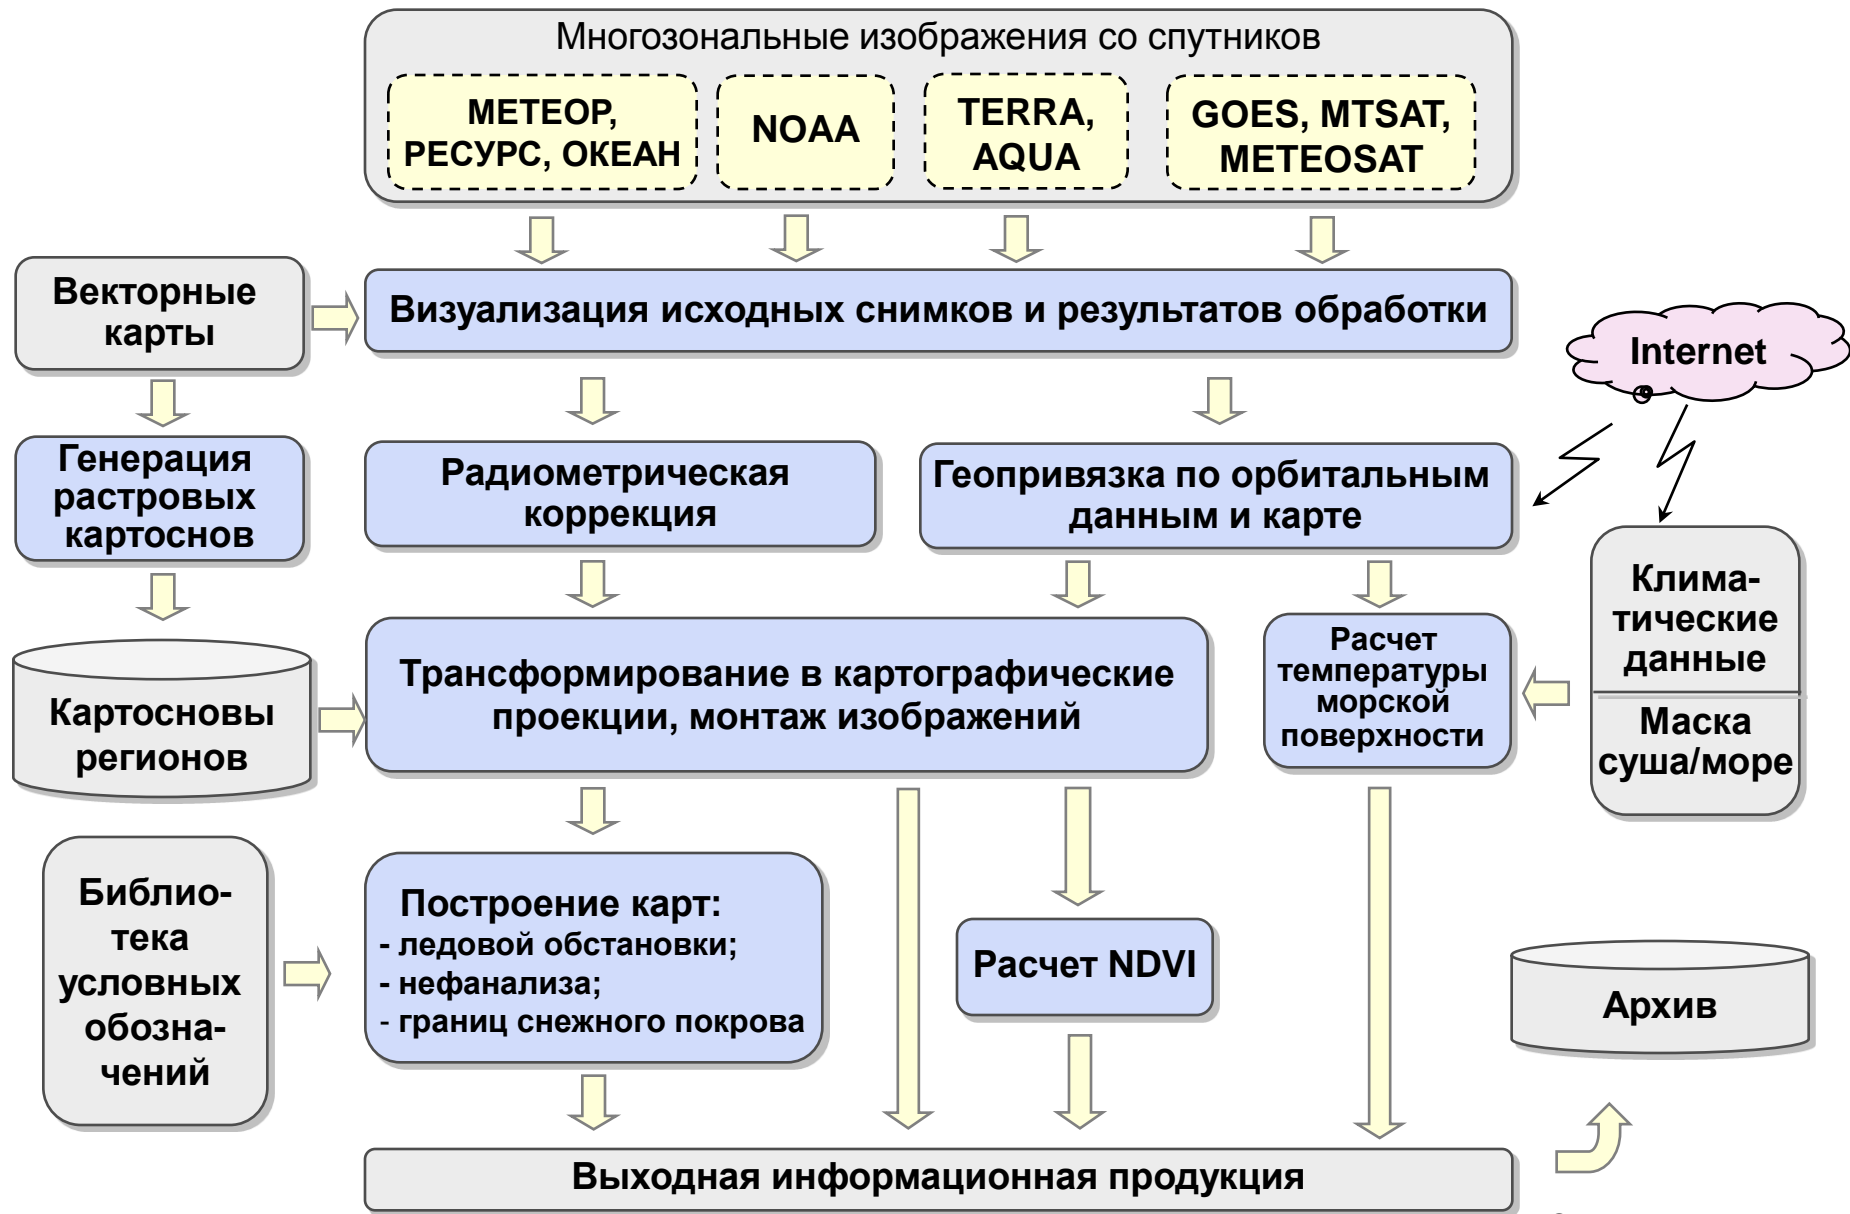 Многозональные изображения со спутников
МЕТЕОР,
РЕСУРС, ОКЕАН
NOAA
TERRA,
AQUA
GOES, MTSAT,
METEOSAT
Векторные
карты
Визуализация исходных снимков и результатов обработки
Internet
Генерация
растровых
картоснов
Радиометрическая
коррекция
Геопривязка по орбитальным
данным и карте
Клима-
тические
данные
Маска
суша/море
Картосновы
регионов
Трансформирование в картографические
проекции, монтаж изображений
Расчет
температуры
морской
поверхности
Библио-
тека
условных
обозна-
чений
Построение карт:
- ледовой обстановки;
- нефанализа;
- границ снежного покрова
Расчет NDVI
Архив
Выходная информационная продукция